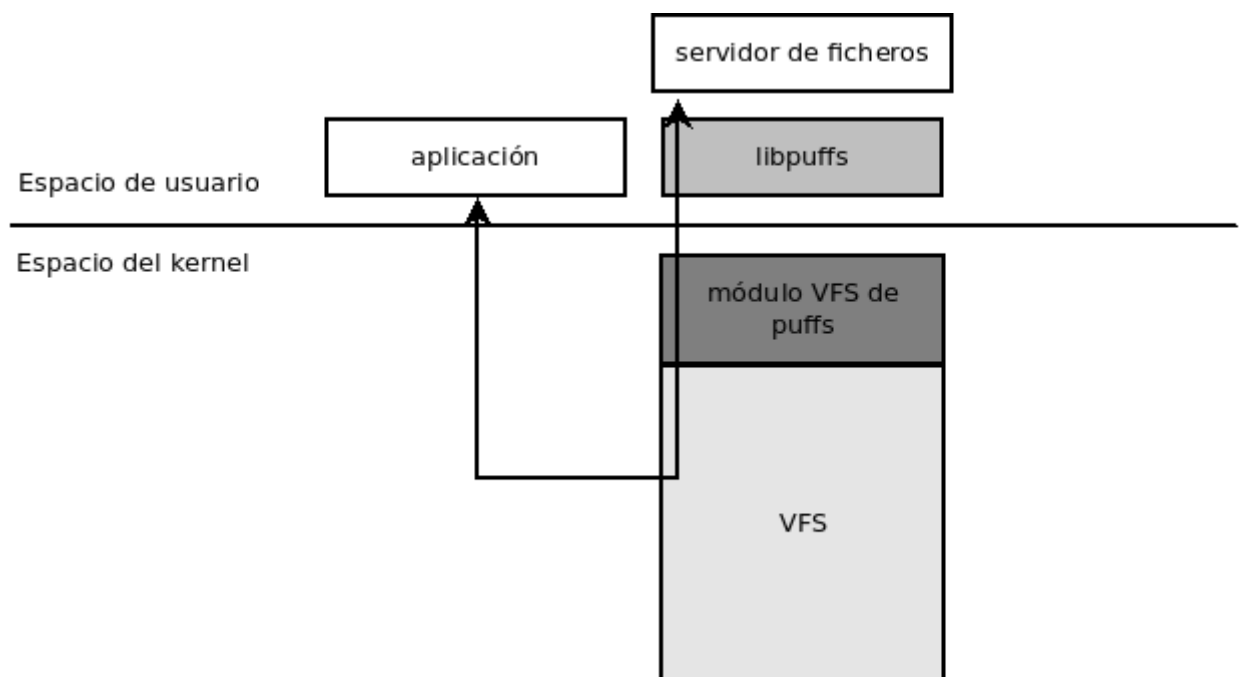 servidor de ficheros
aplicación
libpuffs
Espacio de usuario
Espacio del kernel
módulo VFS de
puffs
VFS